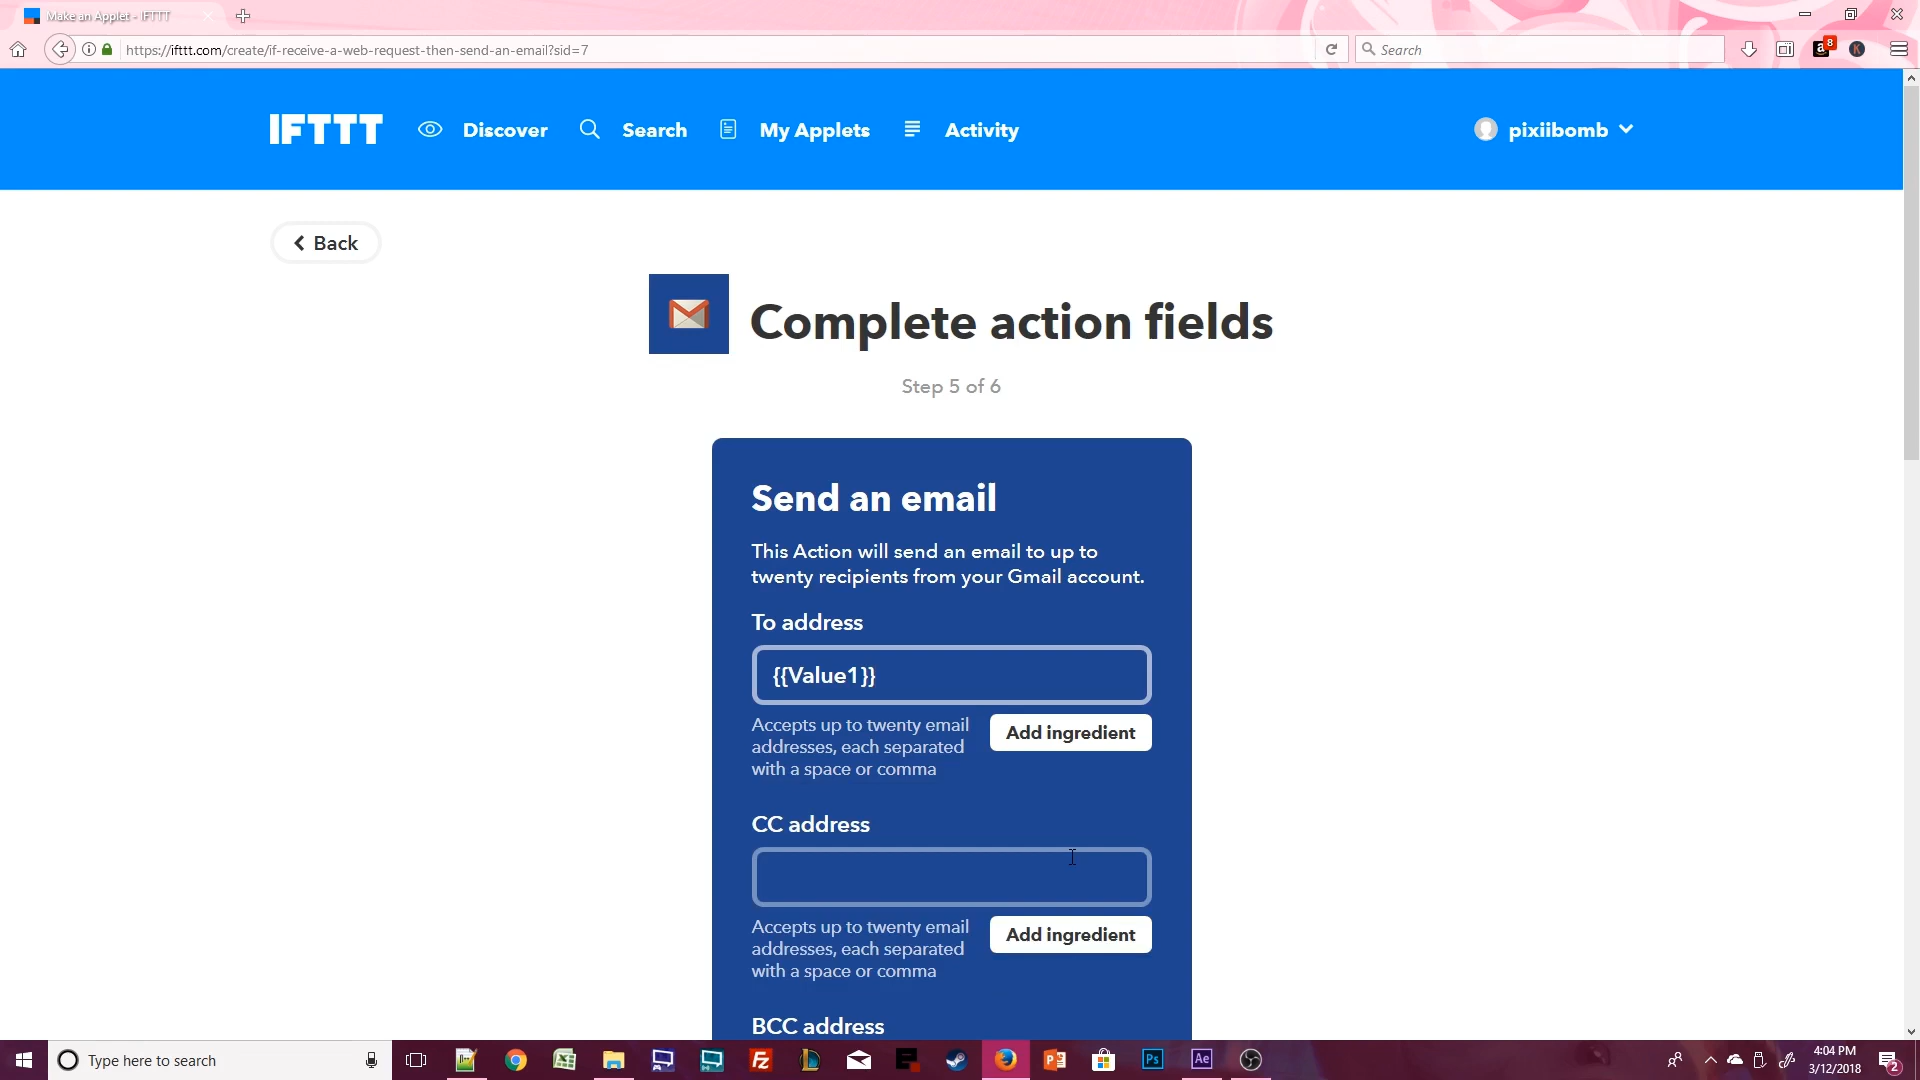 Make an Applet - IFTTT
https://ifttt.com/create/if-receive-a-web-request-then-send-an-email?sid=7
Search
8
K
IFTTT
Discover
Search
My Applets
Activity
pixiibomb
Back
Complete action fields
Step 5 of 6
Send an email
This Action will send an email to up to
twenty recipients from your Gmail account.
To address
{{Value1}}
Accepts up to twenty email
addresses, each separated
with a space or comma
Add ingredient
CC address
Accepts up to twenty email
addresses, each separated
with a space or comma
Add ingredient
BCC address
Type here to search
Ps
Ae
4:04 PM
3/12/2018
2